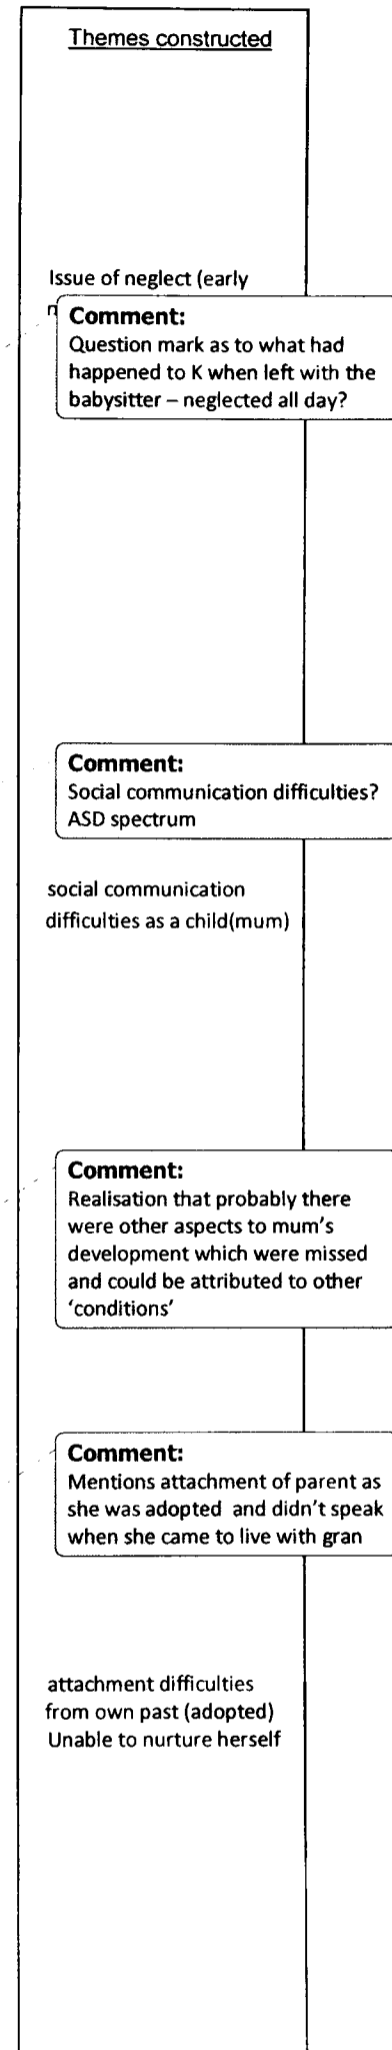 Themes constructed
Issue of neglect (early
Comment:
Question mark as to what had
happened to K when left with the
babysitter – neglected all day?
Comment:
Social communication difficulties?
ASD spectrum
social communication
difficulties as a child(mum)
Comment:
Realisation that probably there
were other aspects to mum's
development which were missed
and could be attributed to other
'conditions'
Comment:
Mentions attachment of parent as
she was adopted and didn't speak
when she came to live with gran
attachment difficulties
from own past (adopted)
Unable to nurture herself